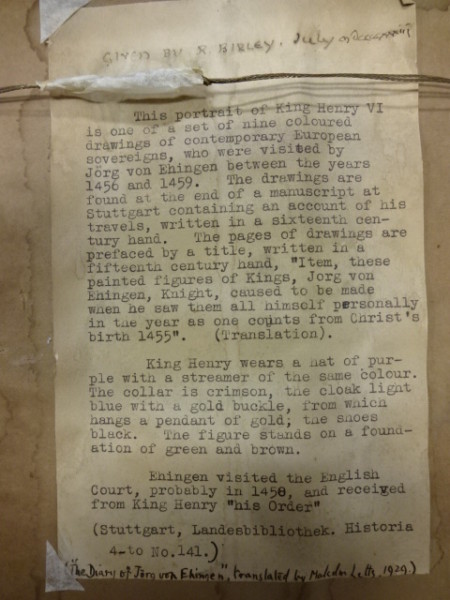 GIVEN BY R BIRLEY.
This portrait of King Henry VI
is one of a set of nine coloured
drawings of contemporary European
sovereigns, who were visited by
Jörg von Ehingen between the years
1456 and 1459. The drawings are
found at the end of a manuscript at
Stuttgart containing an account of his
travels, written in a sixteenth cen-
tury hand. The pages of drawings are
prefaced by a title, written in a
fifteenth century hand, "Item, these
painted figures of Kings, Jorg von
Ehingen, Knight, caused to be made
when he saw them all himself personally
in the year as one counts from Christ's
birth 1455". (Translation).
King Henry wears a hat of pur-
ple with a streamer of the same colour.
The collar is crimson, the cloak light
blue with a gold buckle, from which
hangs a pendant of gold; the shoes
black. The figure stands on a found-
ation of green and brown.
Ehingen visited the English
Court, probably in 1458, and received
from King Henry "his Order"
(Stuttgart, Landesbibliothek. Historia
4-to No.141.)
("The Diary of Jörg von Ehingen", translated by Malcolm Letts, 1929.)